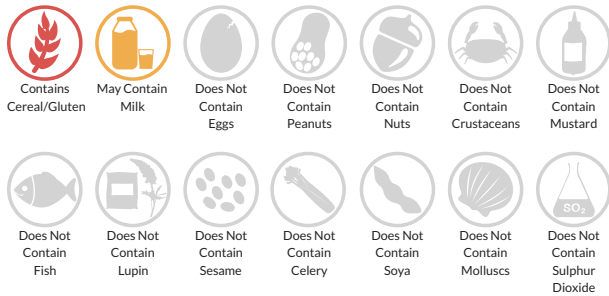 Contains
Cereal/Gluten
May Contain
Milk
Does Not
Contain
Eggs
Does Not
Contain
Peanuts
Does Not
Contain
Nuts
Does Not
Contain
Crustaceans
Does Not
Contain
Mustard
Does Not
Contain
Fish
Does Not
Contain
Lupin
Does Not
Contain
Sesame
Does Not
Contain
Celery
Does Not
Contain
Soya
Does Not
Contain
Molluscs
SO₂
Does Not
Contain
Sulphur
Dioxide